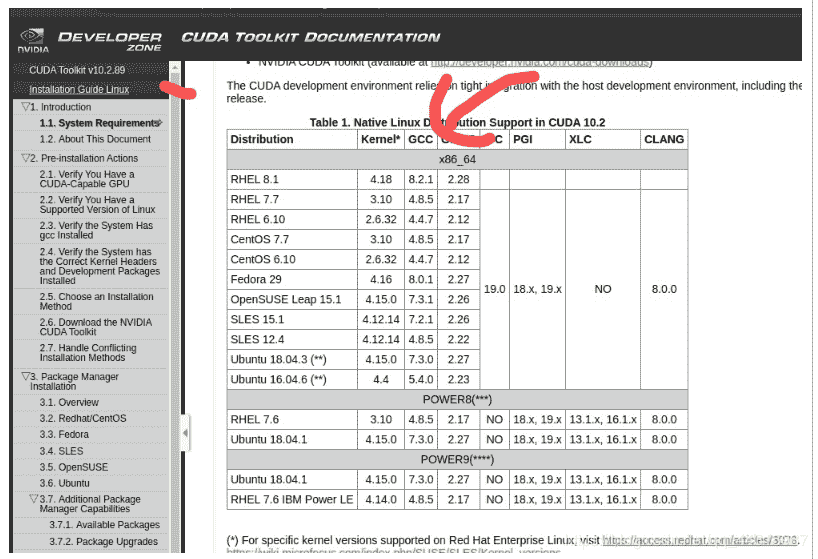 NVIDIA
DEVELOPER
ZONE
CUDA TOOLKIT DOCUMENTATION
CUDA Toolkit v10.2.89
Installation Guide Linux
▽1. Introduction
1.1. System Requirements
1.2. About This Document
▽2. Pre-installation Actions
2.1. Verify You Have a
CUDA-Capable GPU
2.2. Verify You Have a
Supported Version of Linux
2.3. Verify the System Has
gcc Installed
2.4. Verify the System has
the Correct Kernel Headers
and Development Packages
Installed
2.5. Choose an Installation
Method
2.6. Download the NVIDIA
CUDA Toolkit
2.7. Handle Conflicting
Installation Methods
▽3. Package Manager
Installation
3.1. Overview
3.2. Redhat/CentOS
3.3. Fedora
3.4. SLES
3.5. OpenSUSE
3.6. Ubuntu
▽3.7. Additional Package
Manager Capabilities
3.7.1. Available Packages
3.7.2. Package Upgrades
• NVIDIA CUDA Toolkit (available at http://developer.nvidia.com/cuda-downloads)
The CUDA development environment relies on tight integration with the host development environment, including the
release.
Table 1. Native Linux Distribution Support in CUDA 10.2
Distribution Kernel* GCC PGI XLC CLANG
x86_64
RHEL 8.1 4.18 8.2.1 2.28
RHEL 7.7 3.10 4.8.5 2.17
RHEL 6.10 2.6.32 4.4.7 2.12
CentOS 7.7 3.10 4.8.5 2.17
CentOS 6.10 2.6.32 4.4.7 2.12
Fedora 29 4.16 8.0.1 2.27
19.0 18.x, 19.x NO 8.0.0
OpenSUSE Leap 15.1 4.15.0 7.3.1 2.26
SLES 15.1 4.12.14 7.2.1 2.26
SLES 12.4 4.12.14 4.8.5 2.22
Ubuntu 18.04.3 (**) 4.15.0 7.3.0 2.27
Ubuntu 16.04.6 (**) 4.4 5.4.0 2.23
POWER8(***)
RHEL 7.6 3.10 4.8.5 2.17 NO 18.x, 19.x 13.1.x, 16.1.x 8.0.0
Ubuntu 18.04.1 4.15.0 7.3.0 2.27 NO 18.x, 19.x 13.1.x, 16.1.x 8.0.0
POWER9(****)
Ubuntu 18.04.1 4.15.0 7.3.0 2.27 NO 18.x, 19.x 13.1.x, 16.1.x 8.0.0
RHEL 7.6 IBM Power LE 4.14.0 4.8.5 2.17 NO 18.x, 19.x 13.1.x, 16.1.x 8.0.0
(*) For specific kernel versions supported on Red Hat Enterprise Linux, visit